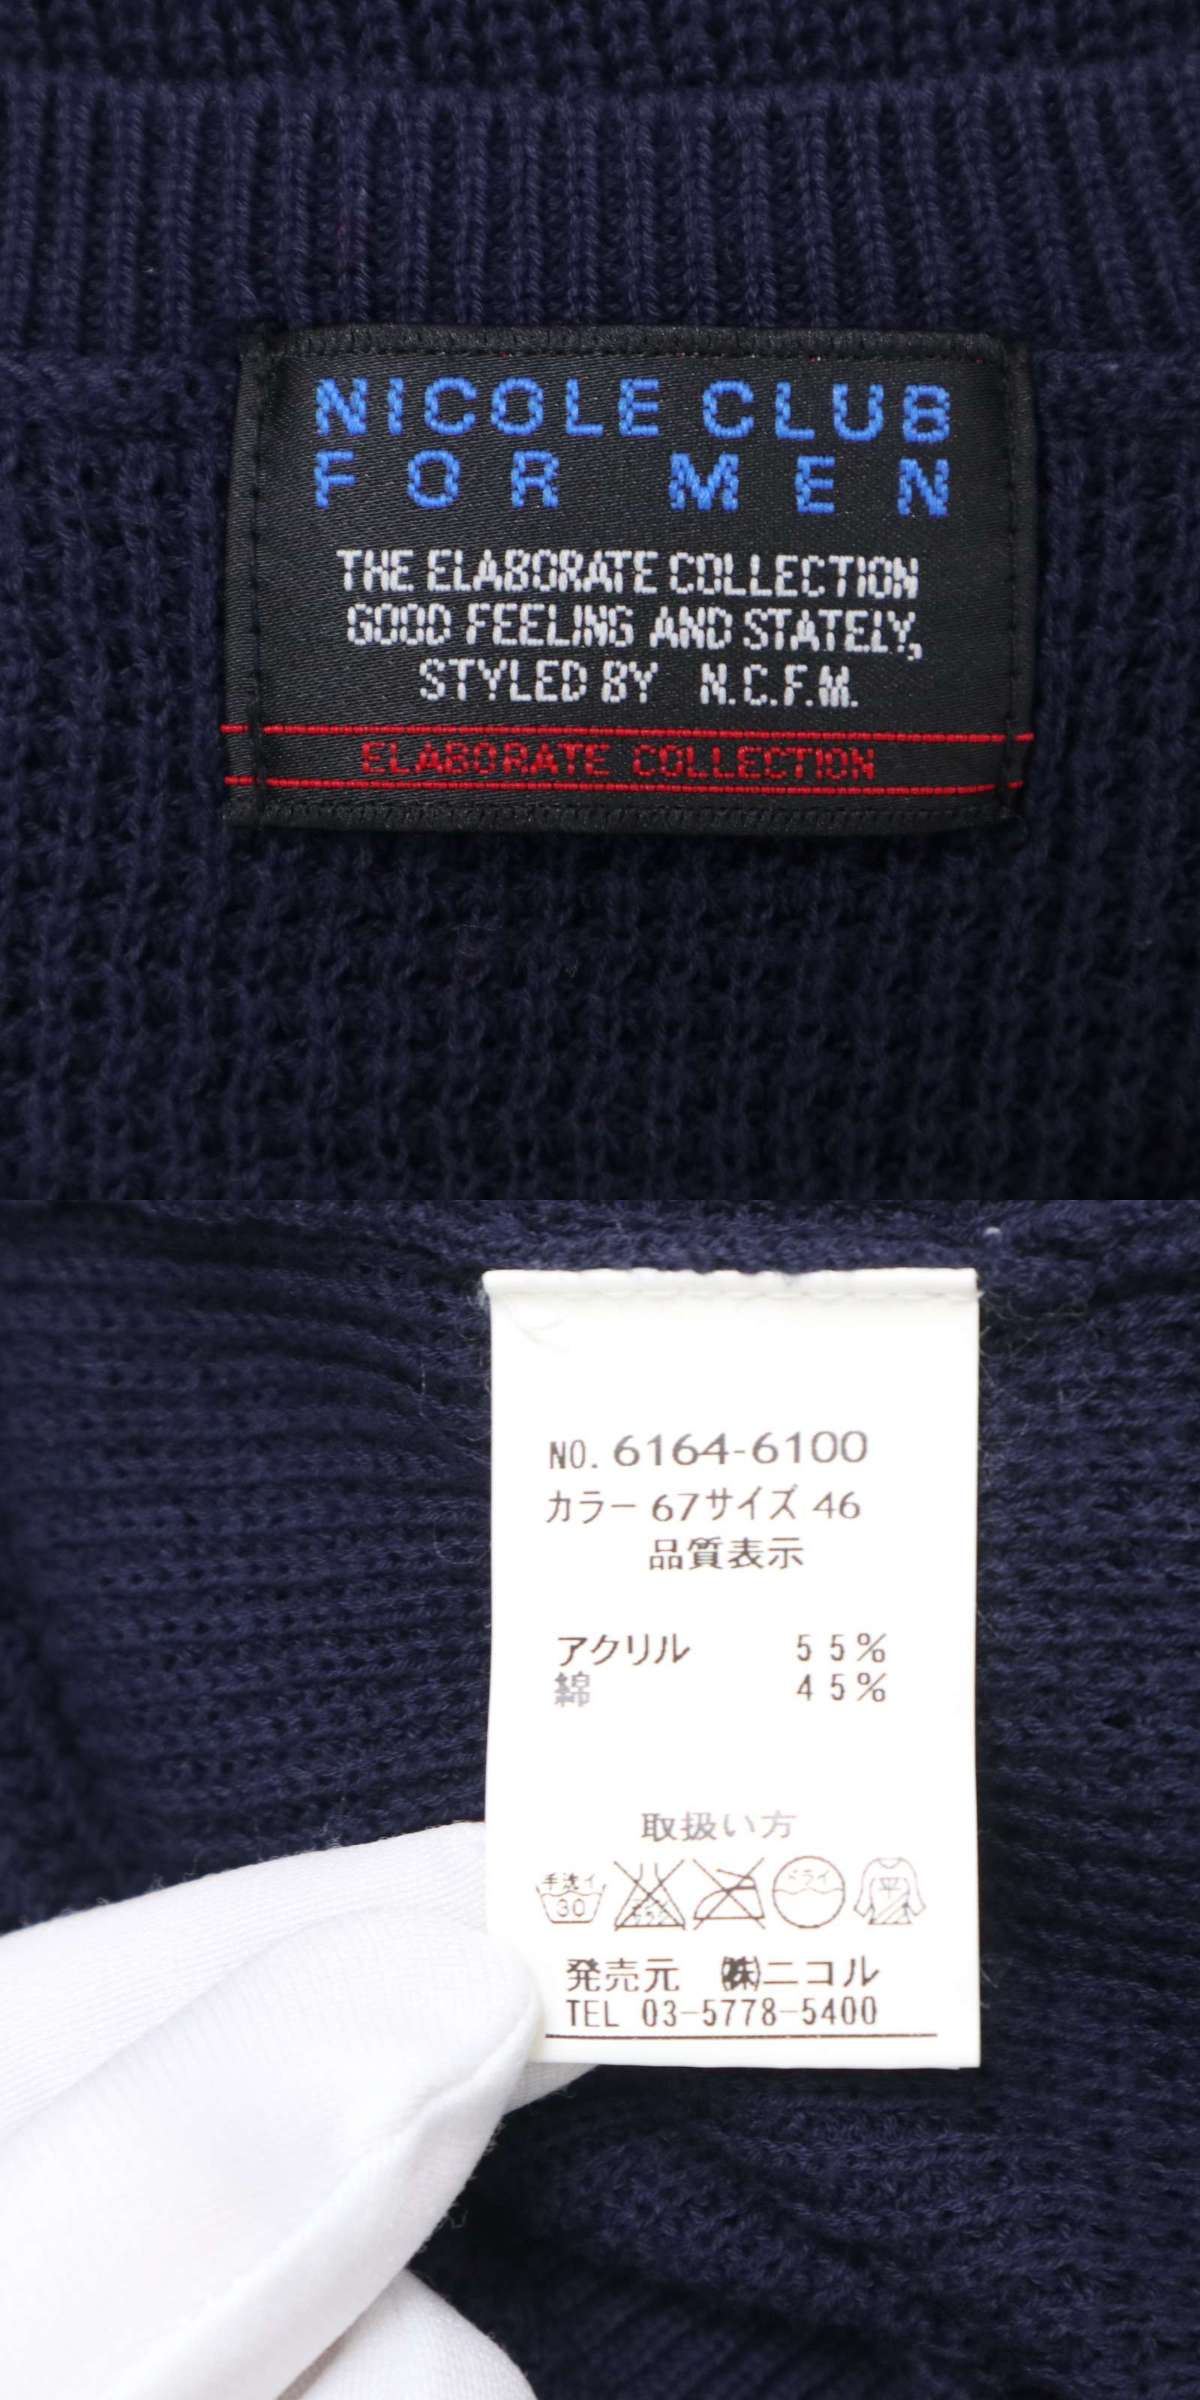 NICOLE CLUB
FOR MEN
THE ELABORATE COLLECTION
GOOD FEELING AND STATELY,
STYLED BY N.C.F.M.
ELABORATE COLLECTION
NO. 6164-6100
カラー 67サイズ 46
品質表示
アクリル 55%
綿 45%
取扱い方
手洗イ 30 ドライ 平
発売元 ㈱ニコル
TEL 03-5778-5400